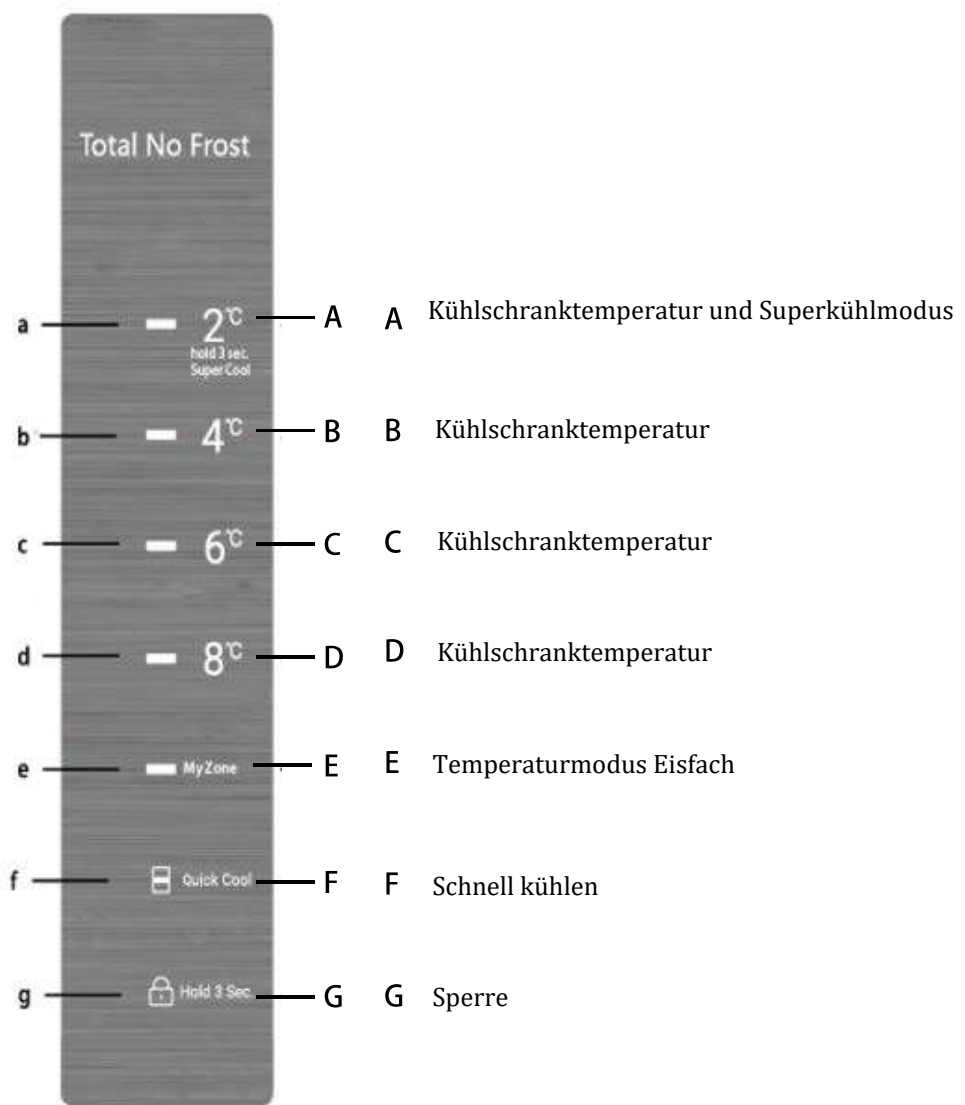 Total No Frost
a 2°C A A Kühlschranktemperatur und Superkühlmodus
hold 3 sec.
Super Cool
b 4°C B B Kühlschranktemperatur
c 6°C C C Kühlschranktemperatur
d 8°C D D Kühlschranktemperatur
e My Zone E E Temperaturmodus Eisfach
f Quick Cool F F Schnell kühlen
g Hold 3 Sec. G G Sperre